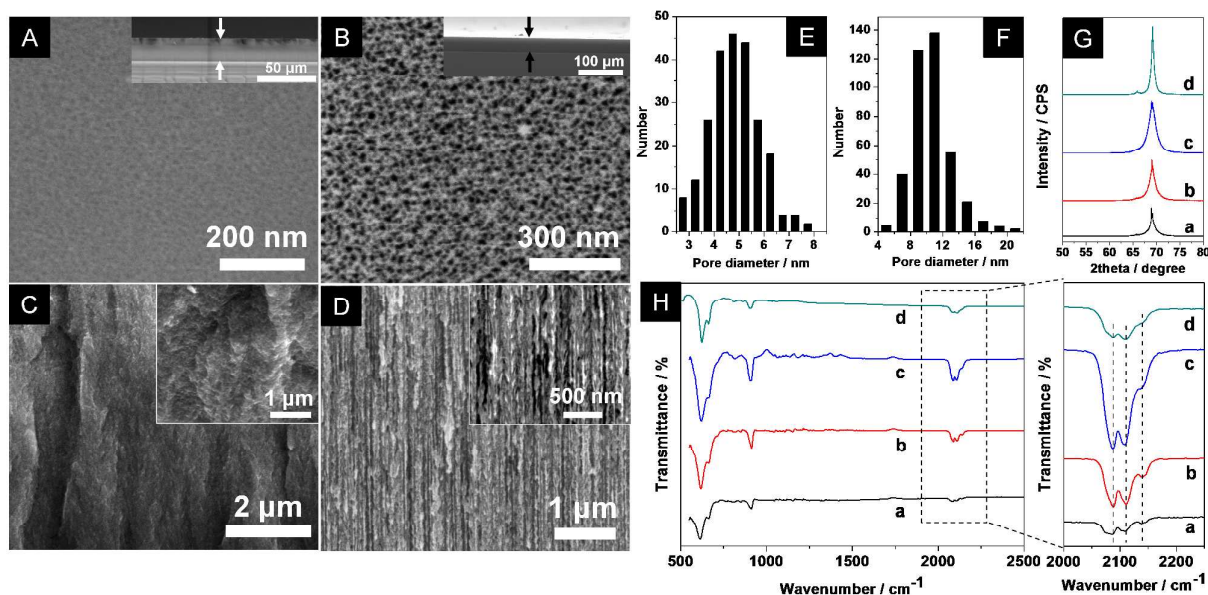 A
50 µm
200 nm
B
100 µm
300 nm
C
1 µm
2 µm
D
500 nm
1 µm
E
50
40
30
20
10
0
Number
3 4 5 6 7 8
Pore diameter / nm
F
140
120
100
80
60
40
20
0
Number
4 8 12 16 20
Pore diameter / nm
G
Intensity / CPS
d
c
b
a
50 55 60 65 70 75 80
2theta / degree
H
Transmittance / %
d
c
b
a
500 1000 1500 2000 2500
Wavenumber / cm-1
Transmittance / %
d
c
b
a
2000 2100 2200
Wavenumber / cm-1